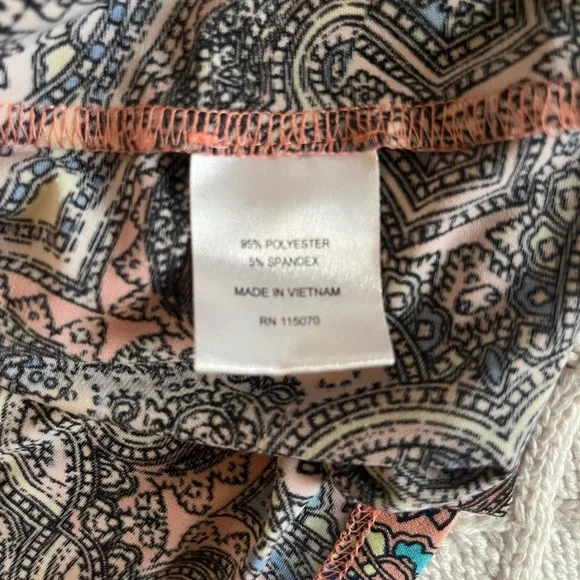 95% POLYESTER
5% SPANDEX
MADE IN VIETNAM
RN 115070